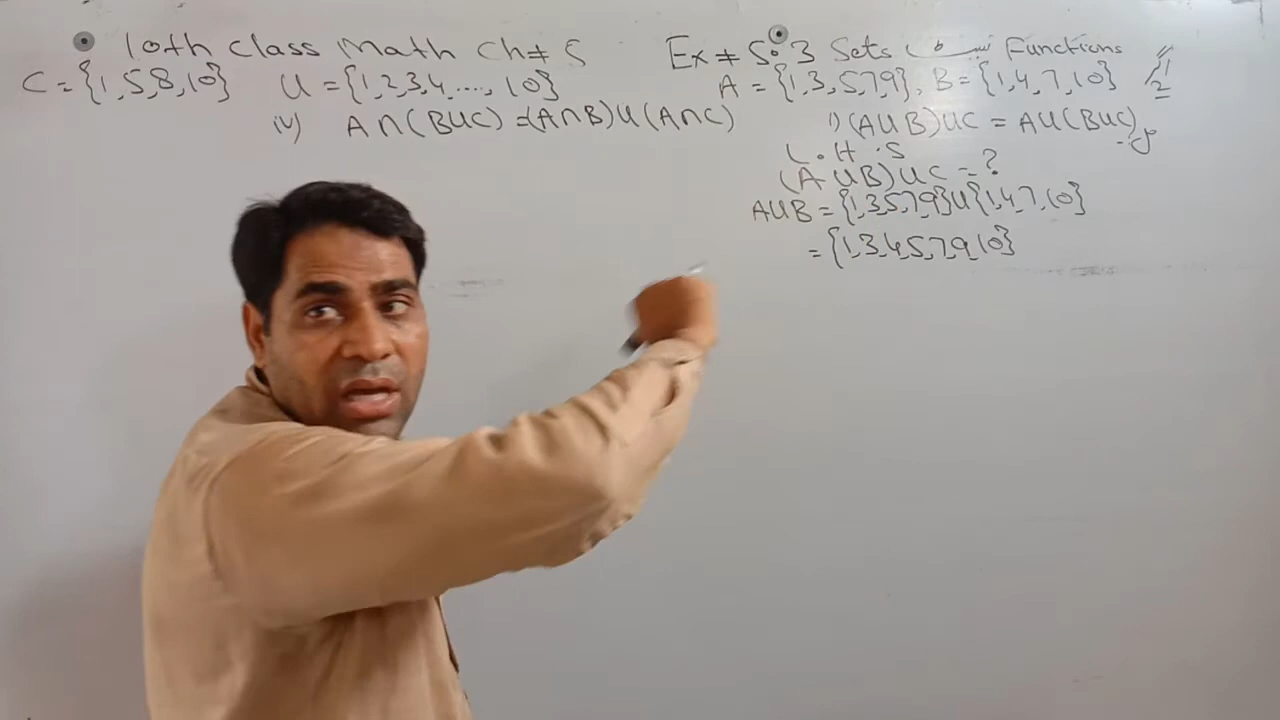 10th class Math Ch# 5 Ex # 5.3 Sets سیٹ Functions
C = {1,5,8,10} U = {1,2,3,4...., 10} A = {1,3,5,7,9}, B = {1,4,7,10}
iv) A∩(B∪C) = (A∩B)∪(A∩C) i) (A∪B)∪C = A∪(B∪C)
L.H.S
(A∪B)∪C = ?
A∪B = {1,3,5,7,9}∪{1,4,7,10}
= {1,3,4,5,7,9,10}